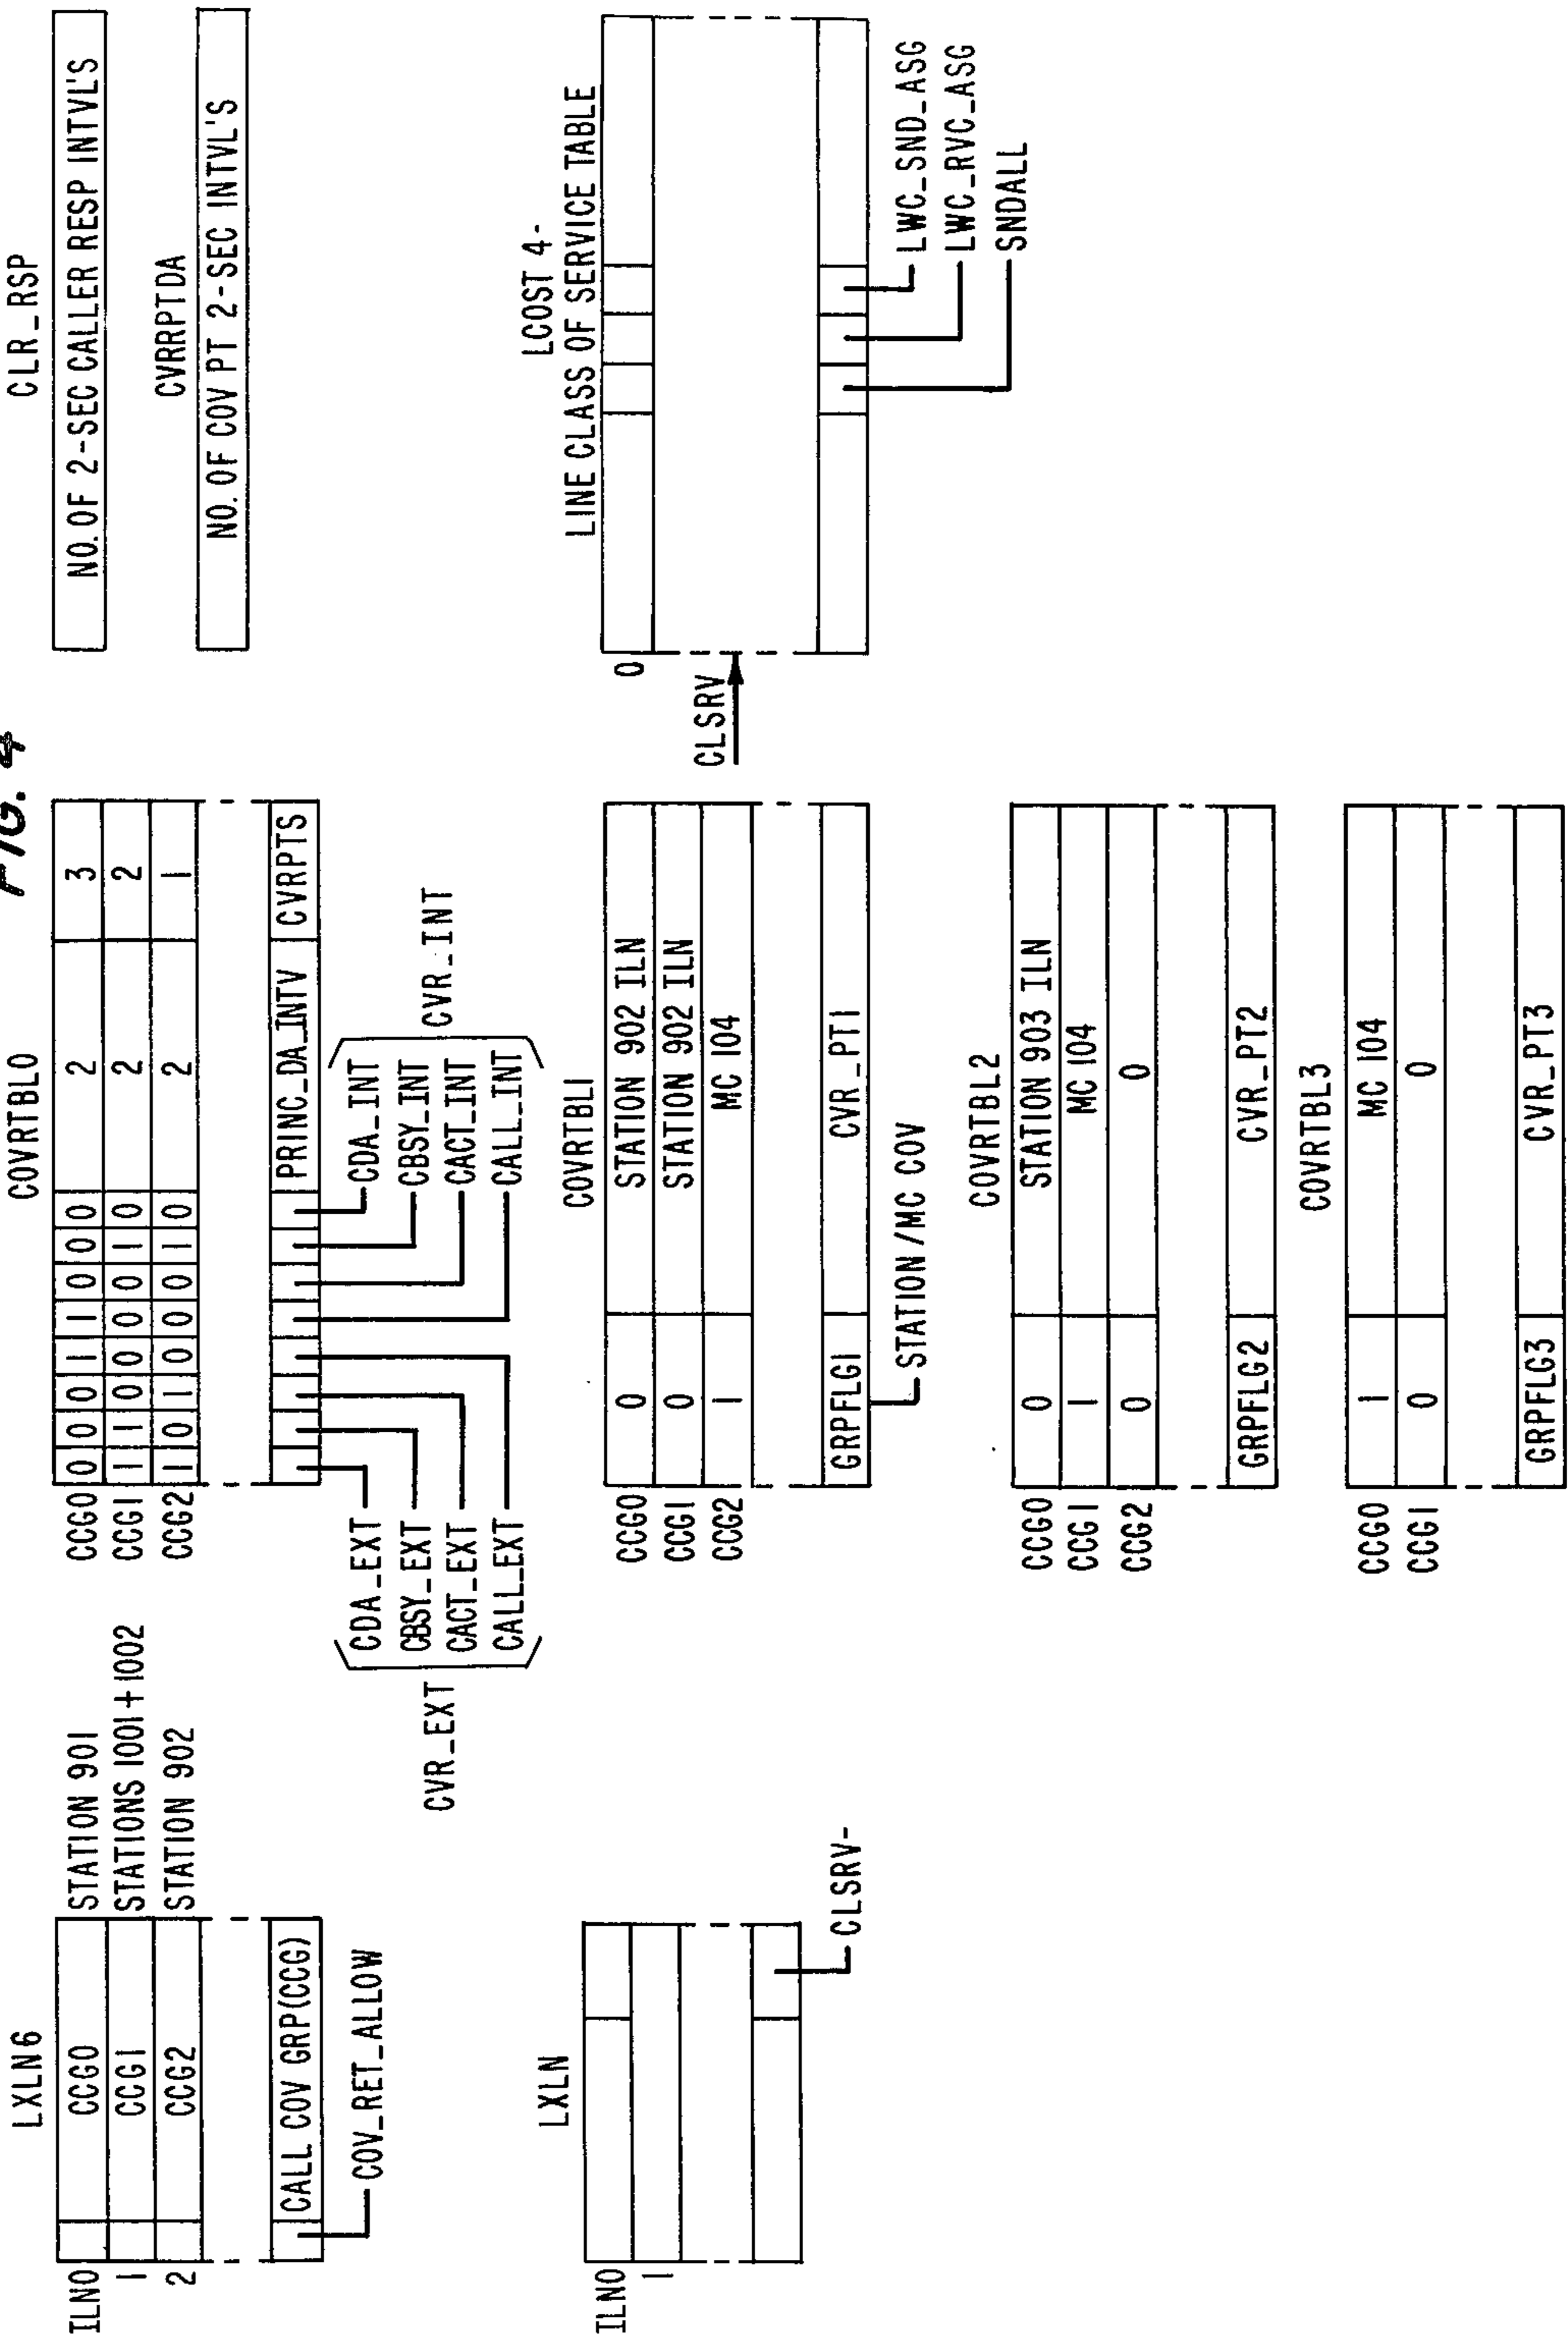 FIG. 4
LXLN6
ILN0 CCG0 STATION 901
1 CCG1 STATIONS 1001+1002
2 CCG2 STATION 902
CALL COV GRP(CCG)
COV_RET_ALLOW
LXLN
ILN0
1
CLSRV-
COVRTBL0
CCG0 0 0 0 1 1 0 0 0 2 3
CCG1 1 1 0 0 0 0 1 0 2 2
CCG2 1 0 1 0 0 0 1 0 2 1
PRINC_DA_INTV CVRPTS
CDA_EXT
CBSY_EXT
CACT_EXT
CALL_EXT
CVR_EXT
CDA_INT
CBSY_INT
CACT_INT
CALL_INT
CVR_INT
COVRTBL1
CCG0 0 STATION 902 ILN
CCG1 0 STATION 902 ILN
CCG2 1 MC 104
GRPFLG1 CVR_PT1
STATION/MC COV
COVRTBL2
CCG0 0 STATION 903 ILN
CCG1 1 MC 104
CCG2 0 0
GRPFLG2 CVR_PT2
COVRTBL3
CCG0 1 MC 104
CCG1 0 0
GRPFLG3 CVR_PT3
CLR_RSP
NO. OF 2-SEC CALLER RESP INTVL'S
CVRRPTDA
NO. OF COV PT 2-SEC INTVL'S
LCOST 4-
LINE CLASS OF SERVICE TABLE
0
CLSRV
LWC_SND_ASG
LWC_RVC_ASG
SNDALL